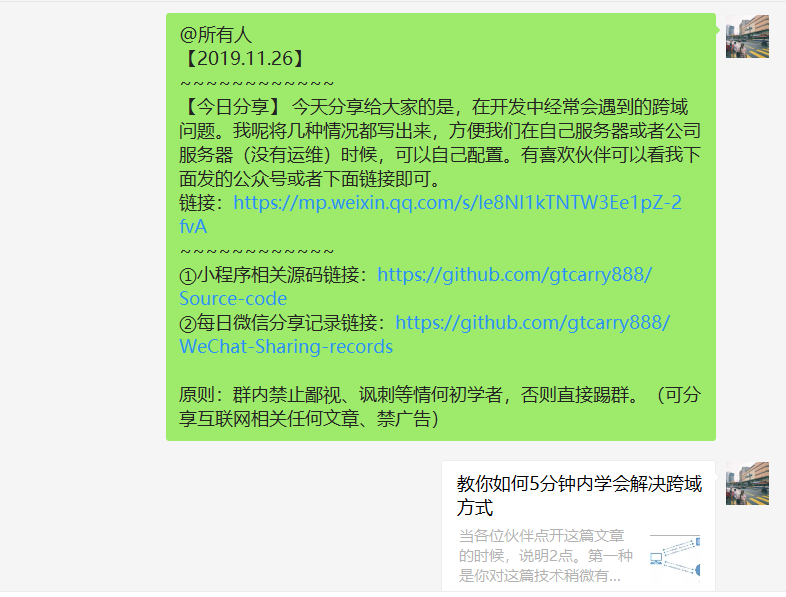 @所有人
【2019.11.26】
~~~~~~~~~~~~
【今日分享】 今天分享给大家的是，在开发中经常会遇到的跨域
问题。我呢将几种情况都写出来，方便我们在自己服务器或者公司
服务器（没有运维）时候，可以自己配置。有喜欢伙伴可以看我下
面发的公众号或者下面链接即可。
链接：https://mp.weixin.qq.com/s/le8NI1kTNTW3Ee1pZ-2
fvA
~~~~~~~~~~~~
①小程序相关源码链接：https://github.com/gtcarry888/
Source-code
②每日微信分享记录链接：https://github.com/gtcarry888/
WeChat-Sharing-records
原则：群内禁止鄙视、讽刺等情何初学者，否则直接踢群。（可分
享互联网相关任何文章、禁广告）
教你如何5分钟内学会解决跨域
方式
当各位伙伴点开这篇文章
的时候，说明2点。第一种
是你对这篇技术稍微有...